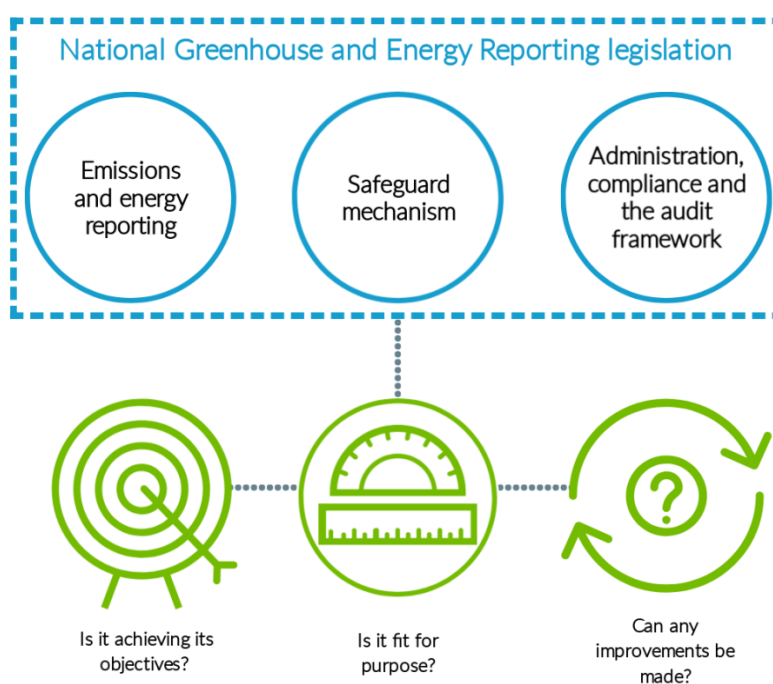 National Greenhouse and Energy Reporting legislation
Emissions
and energy
reporting
Safeguard
mechanism
Administration,
compliance and
the audit
framework
?
Is it achieving its
objectives?
Is it fit for
purpose?
Can any
improvements be
made?